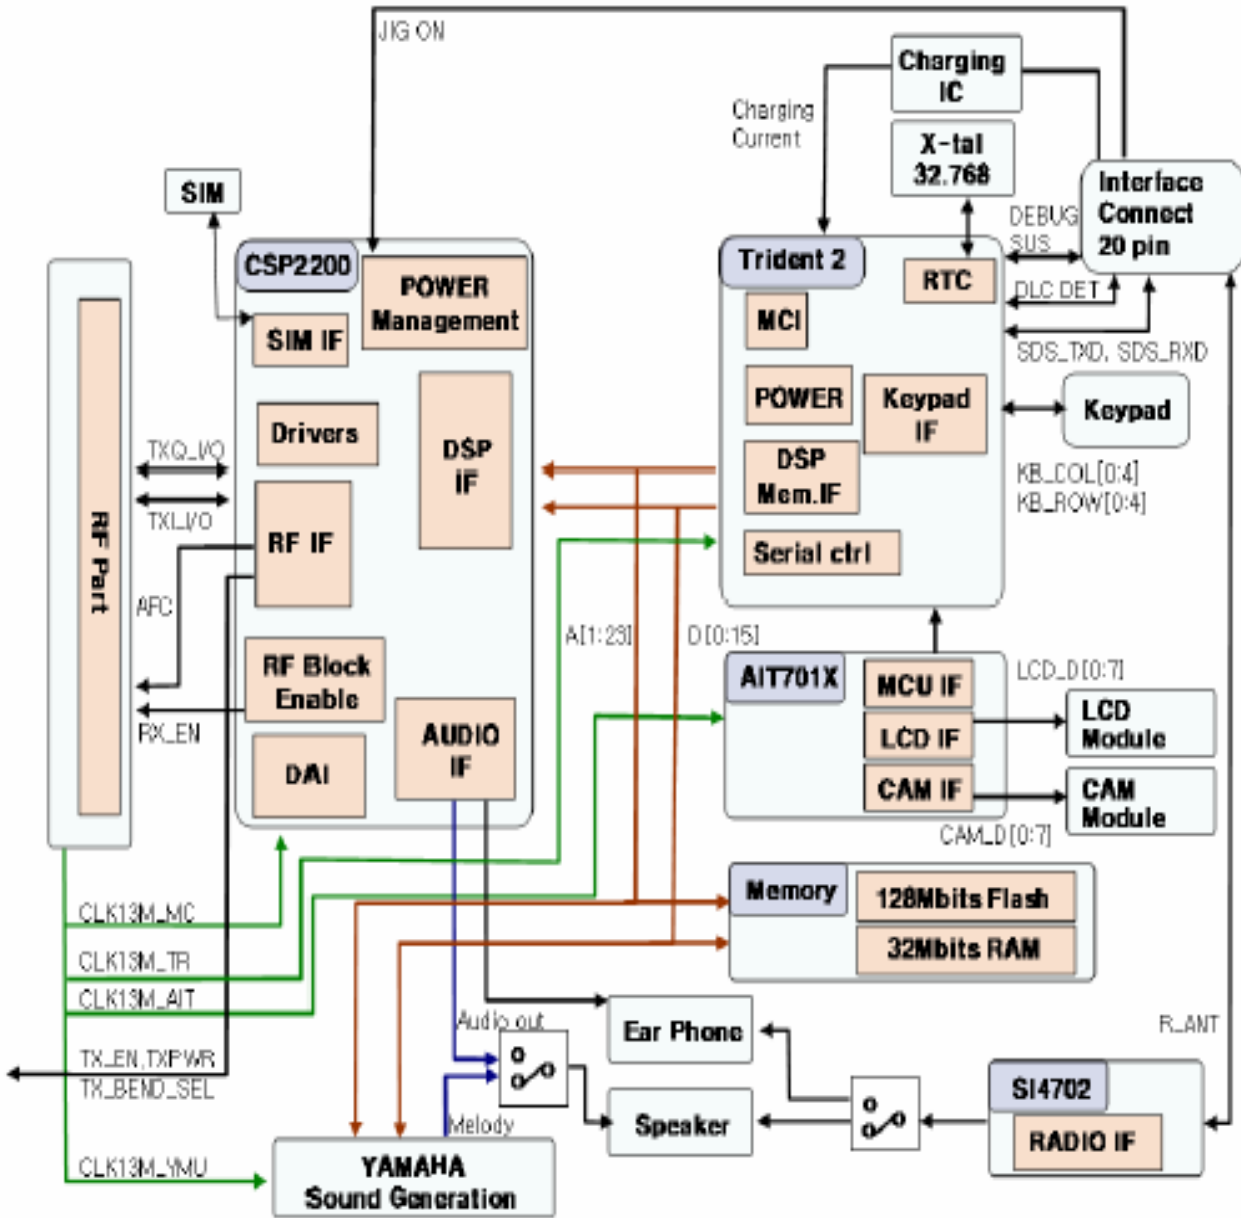 JIG ON
Charging
IC
Charging
Current
X-tal
32.768
SIM
Interface
Connect
20 pin
DEBUG
SUS
DLC DET
SDS_TXD, SDS_RXD
CSP2200
POWER
Management
SIM IF
Drivers
DSP
IF
RF IF
RF Block
Enable
AUDIO
IF
DAI
Trident 2
RTC
MCI
POWER
Keypad
IF
DSP
Mem.IF
Serial ctrl
Keypad
KB_COL[0:4]
KB_ROW[0:4]
RF Part
TXQ_I/O
TXI_I/O
AFC
RX_EN
A[1:23]
D[0:15]
AIT701X
MCU IF
LCD IF
CAM IF
LCD_D[0:7]
LCD
Module
CAM
Module
CAM_D[0:7]
Memory
128Mbits Flash
32Mbits RAM
CLK13M_MC
CLK13M_TR
CLK13M_AIT
TX_EN,TXPWR
TX_BEND_SEL
CLK13M_YMU
Audio out
Melody
Ear Phone
Speaker
R_ANT
SI4702
RADIO IF
YAMAHA
Sound Generation